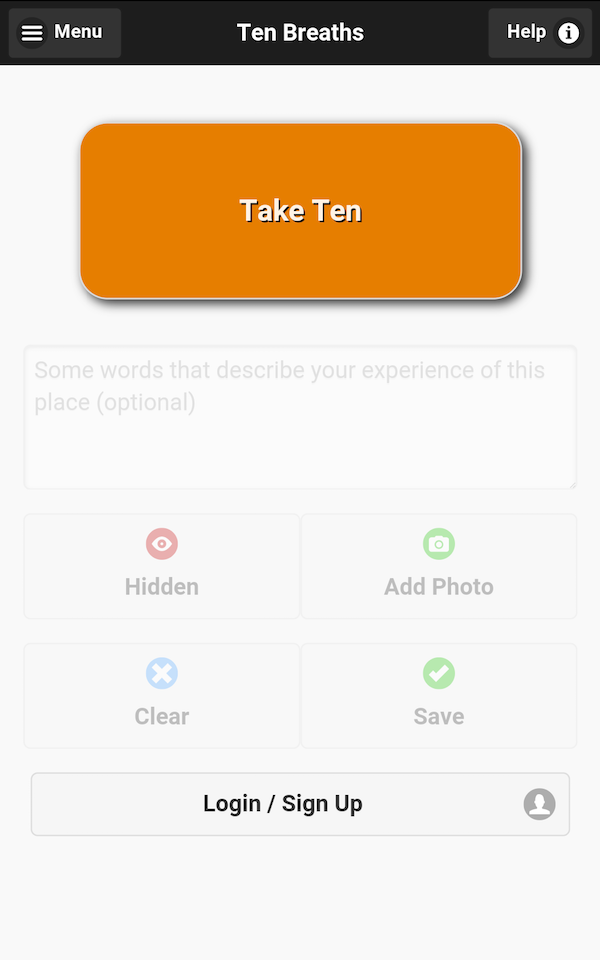 Menu
Ten Breaths
Help
Take Ten
Some words that describe your experience of this
place (optional)
Hidden
Add Photo
Clear
Save
Login / Sign Up